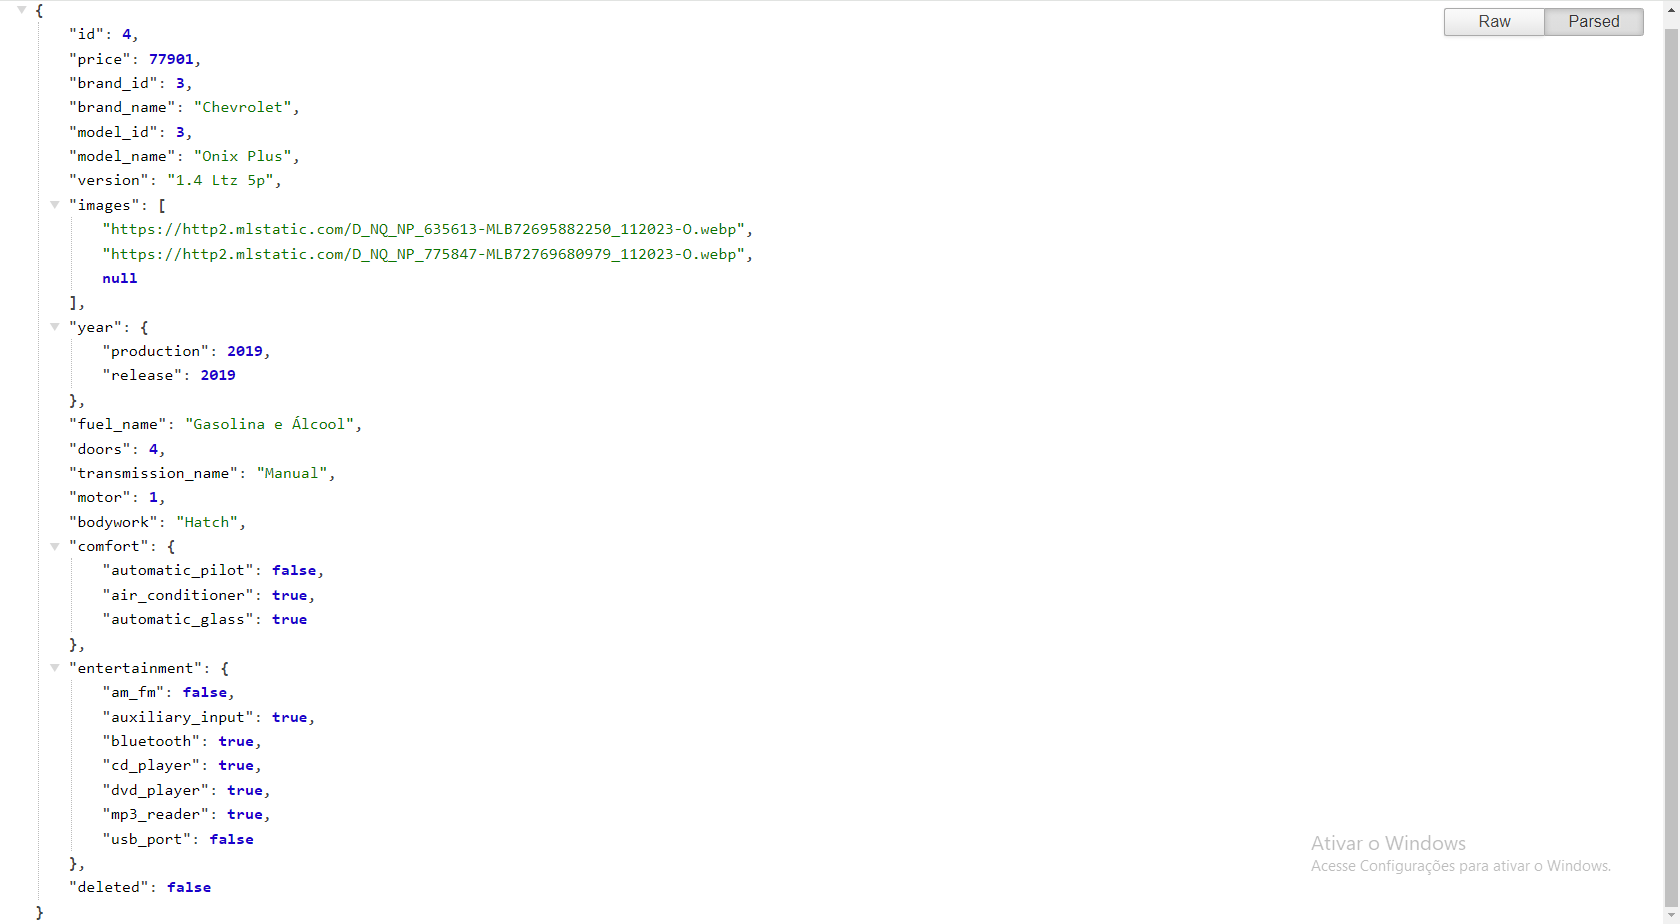 {
"id": 4,
"price": 77901,
"brand_id": 3,
"brand_name": "Chevrolet",
"model_id": 3,
"model_name": "Onix Plus",
"version": "1.4 Ltz 5p",
"images": [
"https://http2.mlstatic.com/D_NQ_NP_635613-MLB72695882250_112023-O.webp",
"https://http2.mlstatic.com/D_NQ_NP_775847-MLB72769680979_112023-O.webp",
null
],
"year": {
"production": 2019,
"release": 2019
},
"fuel_name": "Gasolina e Álcool",
"doors": 4,
"transmission_name": "Manual",
"motor": 1,
"bodywork": "Hatch",
"comfort": {
"automatic_pilot": false,
"air_conditioner": true,
"automatic_glass": true
},
"entertainment": {
"am_fm": false,
"auxiliary_input": true,
"bluetooth": true,
"cd_player": true,
"dvd_player": true,
"mp3_reader": true,
"usb_port": false
},
"deleted": false
}
Raw Parsed
Ativar o Windows
Acesse Configurações para ativar o Windows.